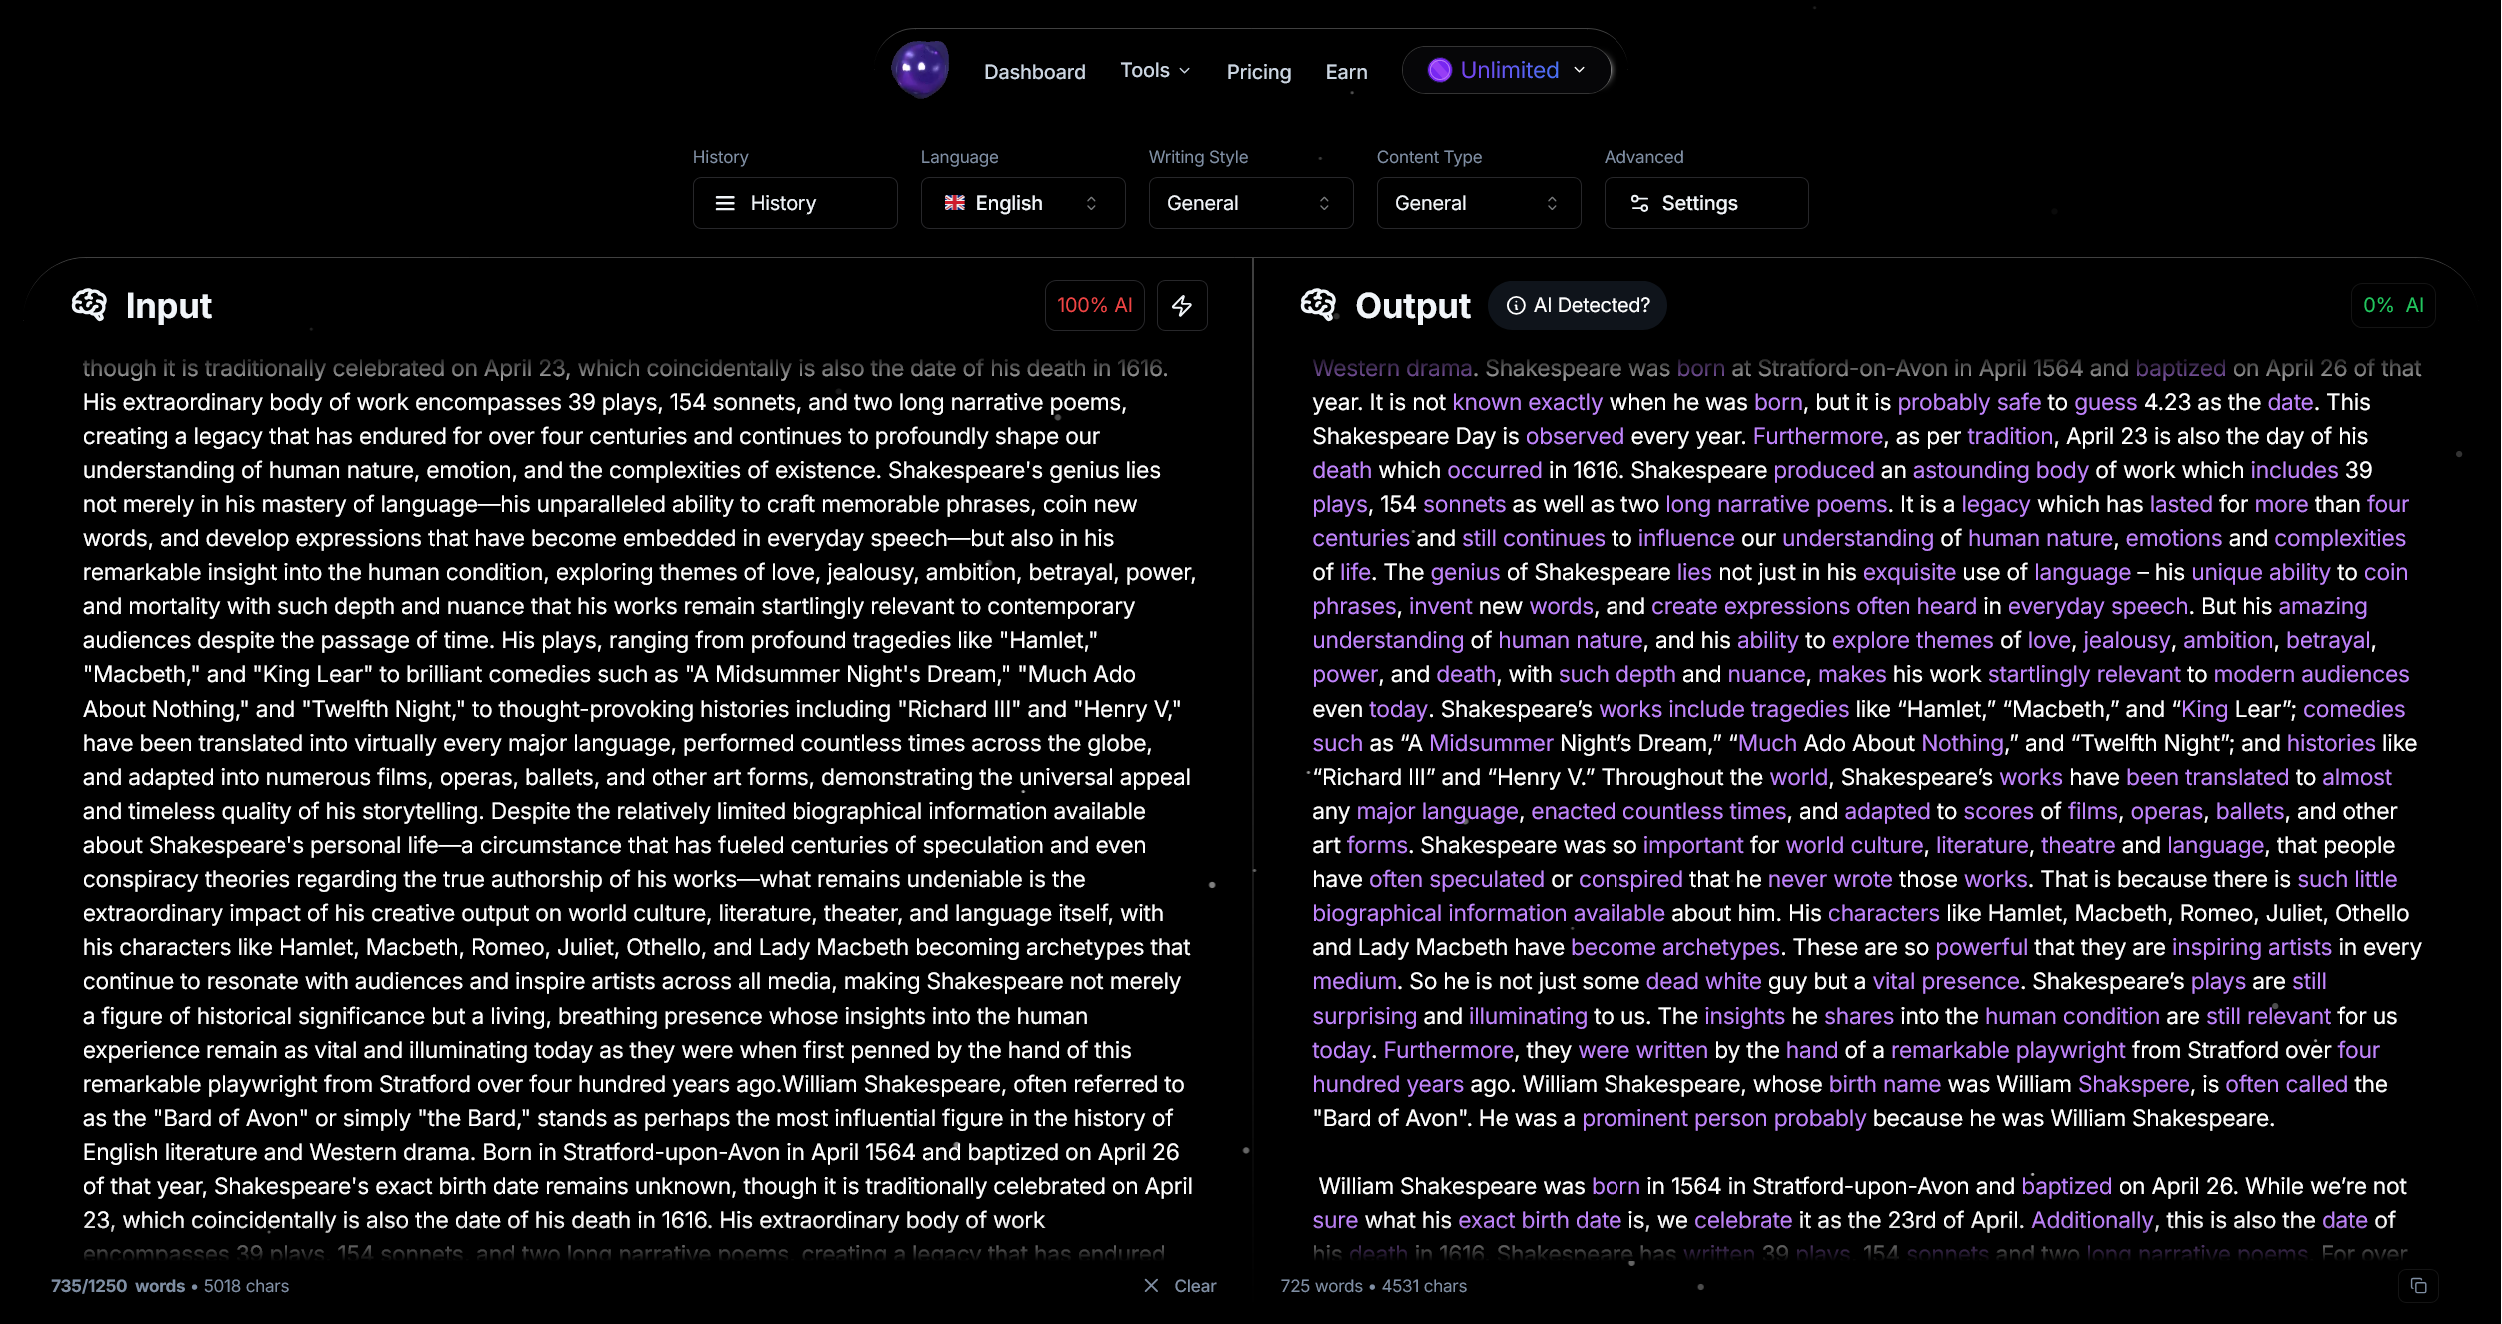 Dashboard Tools Pricing Earn Unlimited
History Language Writing Style Content Type Advanced
History English General General Settings
Input
100% AI
though it is traditionally celebrated on April 23, which coincidentally is also the date of his death in 1616.
His extraordinary body of work encompasses 39 plays, 154 sonnets, and two long narrative poems,
creating a legacy that has endured for over four centuries and continues to profoundly shape our
understanding of human nature, emotion, and the complexities of existence. Shakespeare's genius lies
not merely in his mastery of language—his unparalleled ability to craft memorable phrases, coin new
words, and develop expressions that have become embedded in everyday speech—but also in his
remarkable insight into the human condition, exploring themes of love, jealousy, ambition, betrayal, power,
and mortality with such depth and nuance that his works remain startlingly relevant to contemporary
audiences despite the passage of time. His plays, ranging from profound tragedies like "Hamlet,"
"Macbeth," and "King Lear" to brilliant comedies such as "A Midsummer Night's Dream," "Much Ado
About Nothing," and "Twelfth Night," to thought-provoking histories including "Richard III" and "Henry V,"
have been translated into virtually every major language, performed countless times across the globe,
and adapted into numerous films, operas, ballets, and other art forms, demonstrating the universal appeal
and timeless quality of his storytelling. Despite the relatively limited biographical information available
about Shakespeare's personal life—a circumstance that has fueled centuries of speculation and even
conspiracy theories regarding the true authorship of his works—what remains undeniable is the
extraordinary impact of his creative output on world culture, literature, theater, and language itself, with
his characters like Hamlet, Macbeth, Romeo, Juliet, Othello, and Lady Macbeth becoming archetypes that
continue to resonate with audiences and inspire artists across all media, making Shakespeare not merely
a figure of historical significance but a living, breathing presence whose insights into the human
experience remain as vital and illuminating today as they were when first penned by the hand of this
remarkable playwright from Stratford over four hundred years ago.William Shakespeare, often referred to
as the "Bard of Avon" or simply "the Bard," stands as perhaps the most influential figure in the history of
English literature and Western drama. Born in Stratford-upon-Avon in April 1564 and baptized on April 26
of that year, Shakespeare's exact birth date remains unknown, though it is traditionally celebrated on April
23, which coincidentally is also the date of his death in 1616. His extraordinary body of work
encompasses 39 plays, 154 sonnets, and two long narrative poems, creating a legacy that has endured
735/1250 words • 5018 chars
Clear
Output
AI Detected?
0% AI
Western drama. Shakespeare was born at Stratford-on-Avon in April 1564 and baptized on April 26 of that
year. It is not known exactly when he was born, but it is probably safe to guess 4.23 as the date. This
Shakespeare Day is observed every year. Furthermore, as per tradition, April 23 is also the day of his
death which occurred in 1616. Shakespeare produced an astounding body of work which includes 39
plays, 154 sonnets as well as two long narrative poems. It is a legacy which has lasted for more than four
centuries and still continues to influence our understanding of human nature, emotions and complexities
of life. The genius of Shakespeare lies not just in his exquisite use of language – his unique ability to coin
phrases, invent new words, and create expressions often heard in everyday speech. But his amazing
understanding of human nature, and his ability to explore themes of love, jealousy, ambition, betrayal,
power, and death, with such depth and nuance, makes his work startlingly relevant to modern audiences
even today. Shakespeare’s works include tragedies like “Hamlet,” “Macbeth,” and “King Lear”; comedies
such as “A Midsummer Night’s Dream,” “Much Ado About Nothing,” and “Twelfth Night”; and histories like
“Richard III” and “Henry V.” Throughout the world, Shakespeare’s works have been translated to almost
any major language, enacted countless times, and adapted to scores of films, operas, ballets, and other
art forms. Shakespeare was so important for world culture, literature, theatre and language, that people
have often speculated or conspired that he never wrote those works. That is because there is such little
biographical information available about him. His characters like Hamlet, Macbeth, Romeo, Juliet, Othello
and Lady Macbeth have become archetypes. These are so powerful that they are inspiring artists in every
medium. So he is not just some dead white guy but a vital presence. Shakespeare’s plays are still
surprising and illuminating to us. The insights he shares into the human condition are still relevant for us
today. Furthermore, they were written by the hand of a remarkable playwright from Stratford over four
hundred years ago. William Shakespeare, whose birth name was William Shakspere, is often called the
"Bard of Avon". He was a prominent person probably because he was William Shakespeare.
William Shakespeare was born in 1564 in Stratford-upon-Avon and baptized on April 26. While we’re not
sure what his exact birth date is, we celebrate it as the 23rd of April. Additionally, this is also the date of
his death in 1616. Shakespeare has written 39 plays, 154 sonnets and two long narrative poems. For over
725 words • 4531 chars